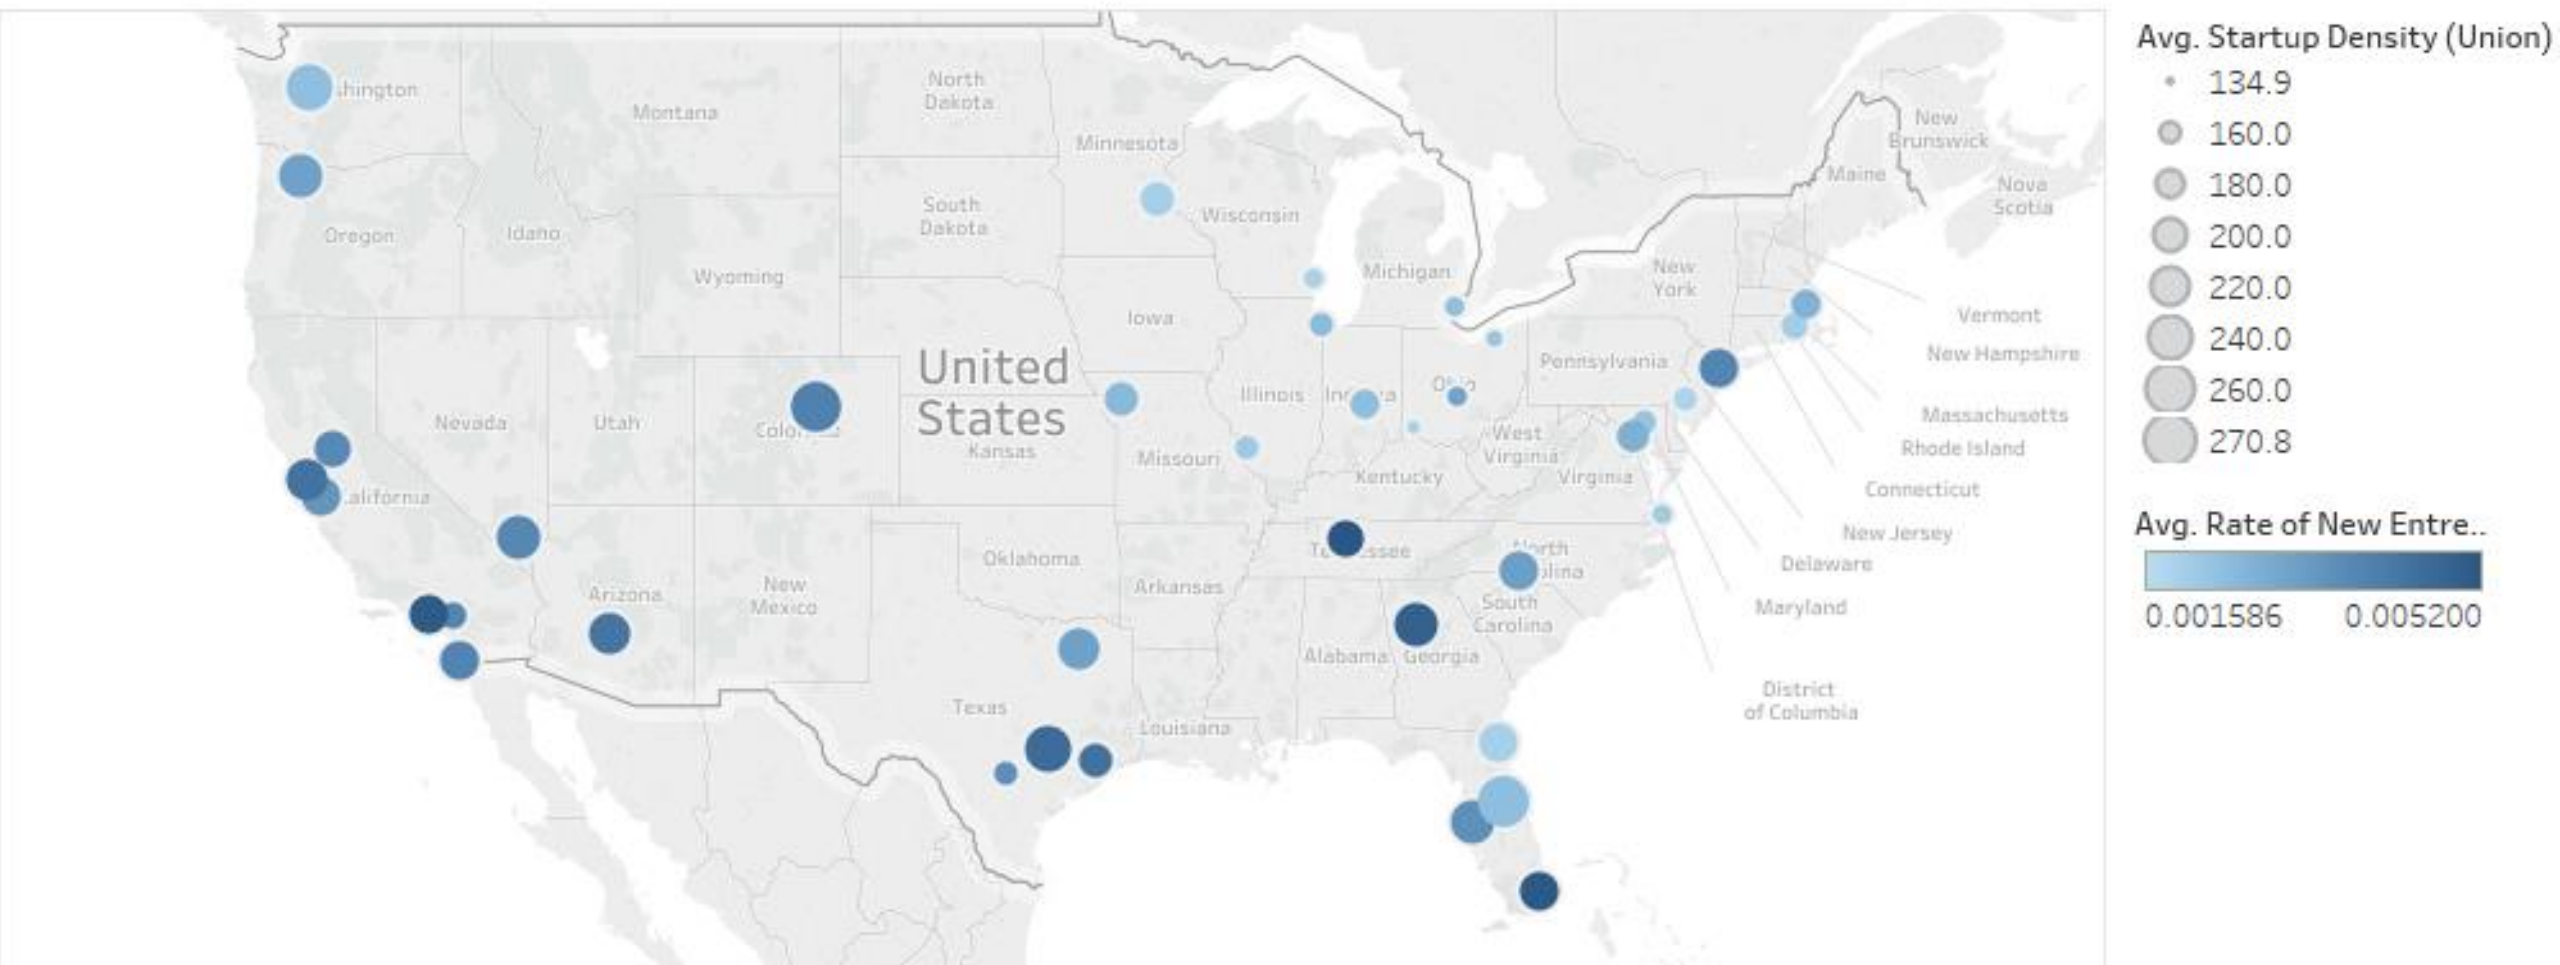 North
Dakota
Montana
Minnesota
New
Brunswick
Maine
Nova
Scotia
South
Dakota
Wisconsin
Oregon
Idaho
Wyoming
Michigan
New
York
Iowa
Vermont
New Hampshire
United
States
Pennsylvania
Illinois
Nevada
Utah
Kansas
Missouri
West
Virginia
Kentucky
Virginia
Massachusetts
Rhode Island
Connecticut
New Jersey
Delaware
Maryland
District
of Columbia
Oklahoma
Arkansas
New
Mexico
Arizona
South
Carolina
Alabama
Georgia
Texas
Louisiana
Avg. Startup Density (Union)
134.9
160.0
180.0
200.0
220.0
240.0
260.0
270.8
Avg. Rate of New Entre..
0.001586 0.005200